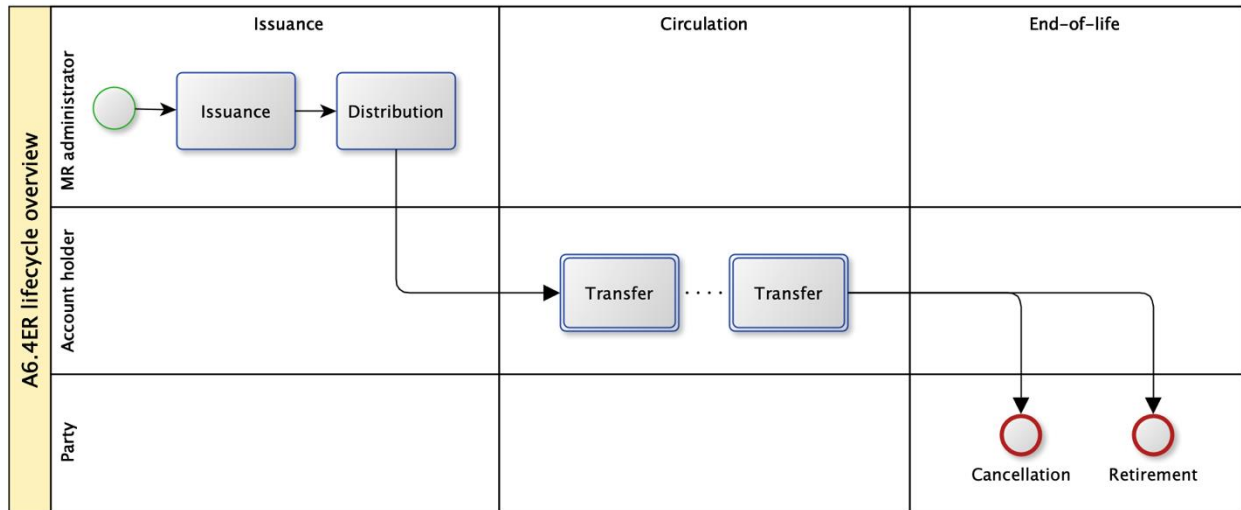 A6.4ER lifecycle overview
Issuance
Circulation
End-of-life
MR administrator
Issuance
Distribution
Account holder
Transfer
Transfer
Party
Cancellation
Retirement